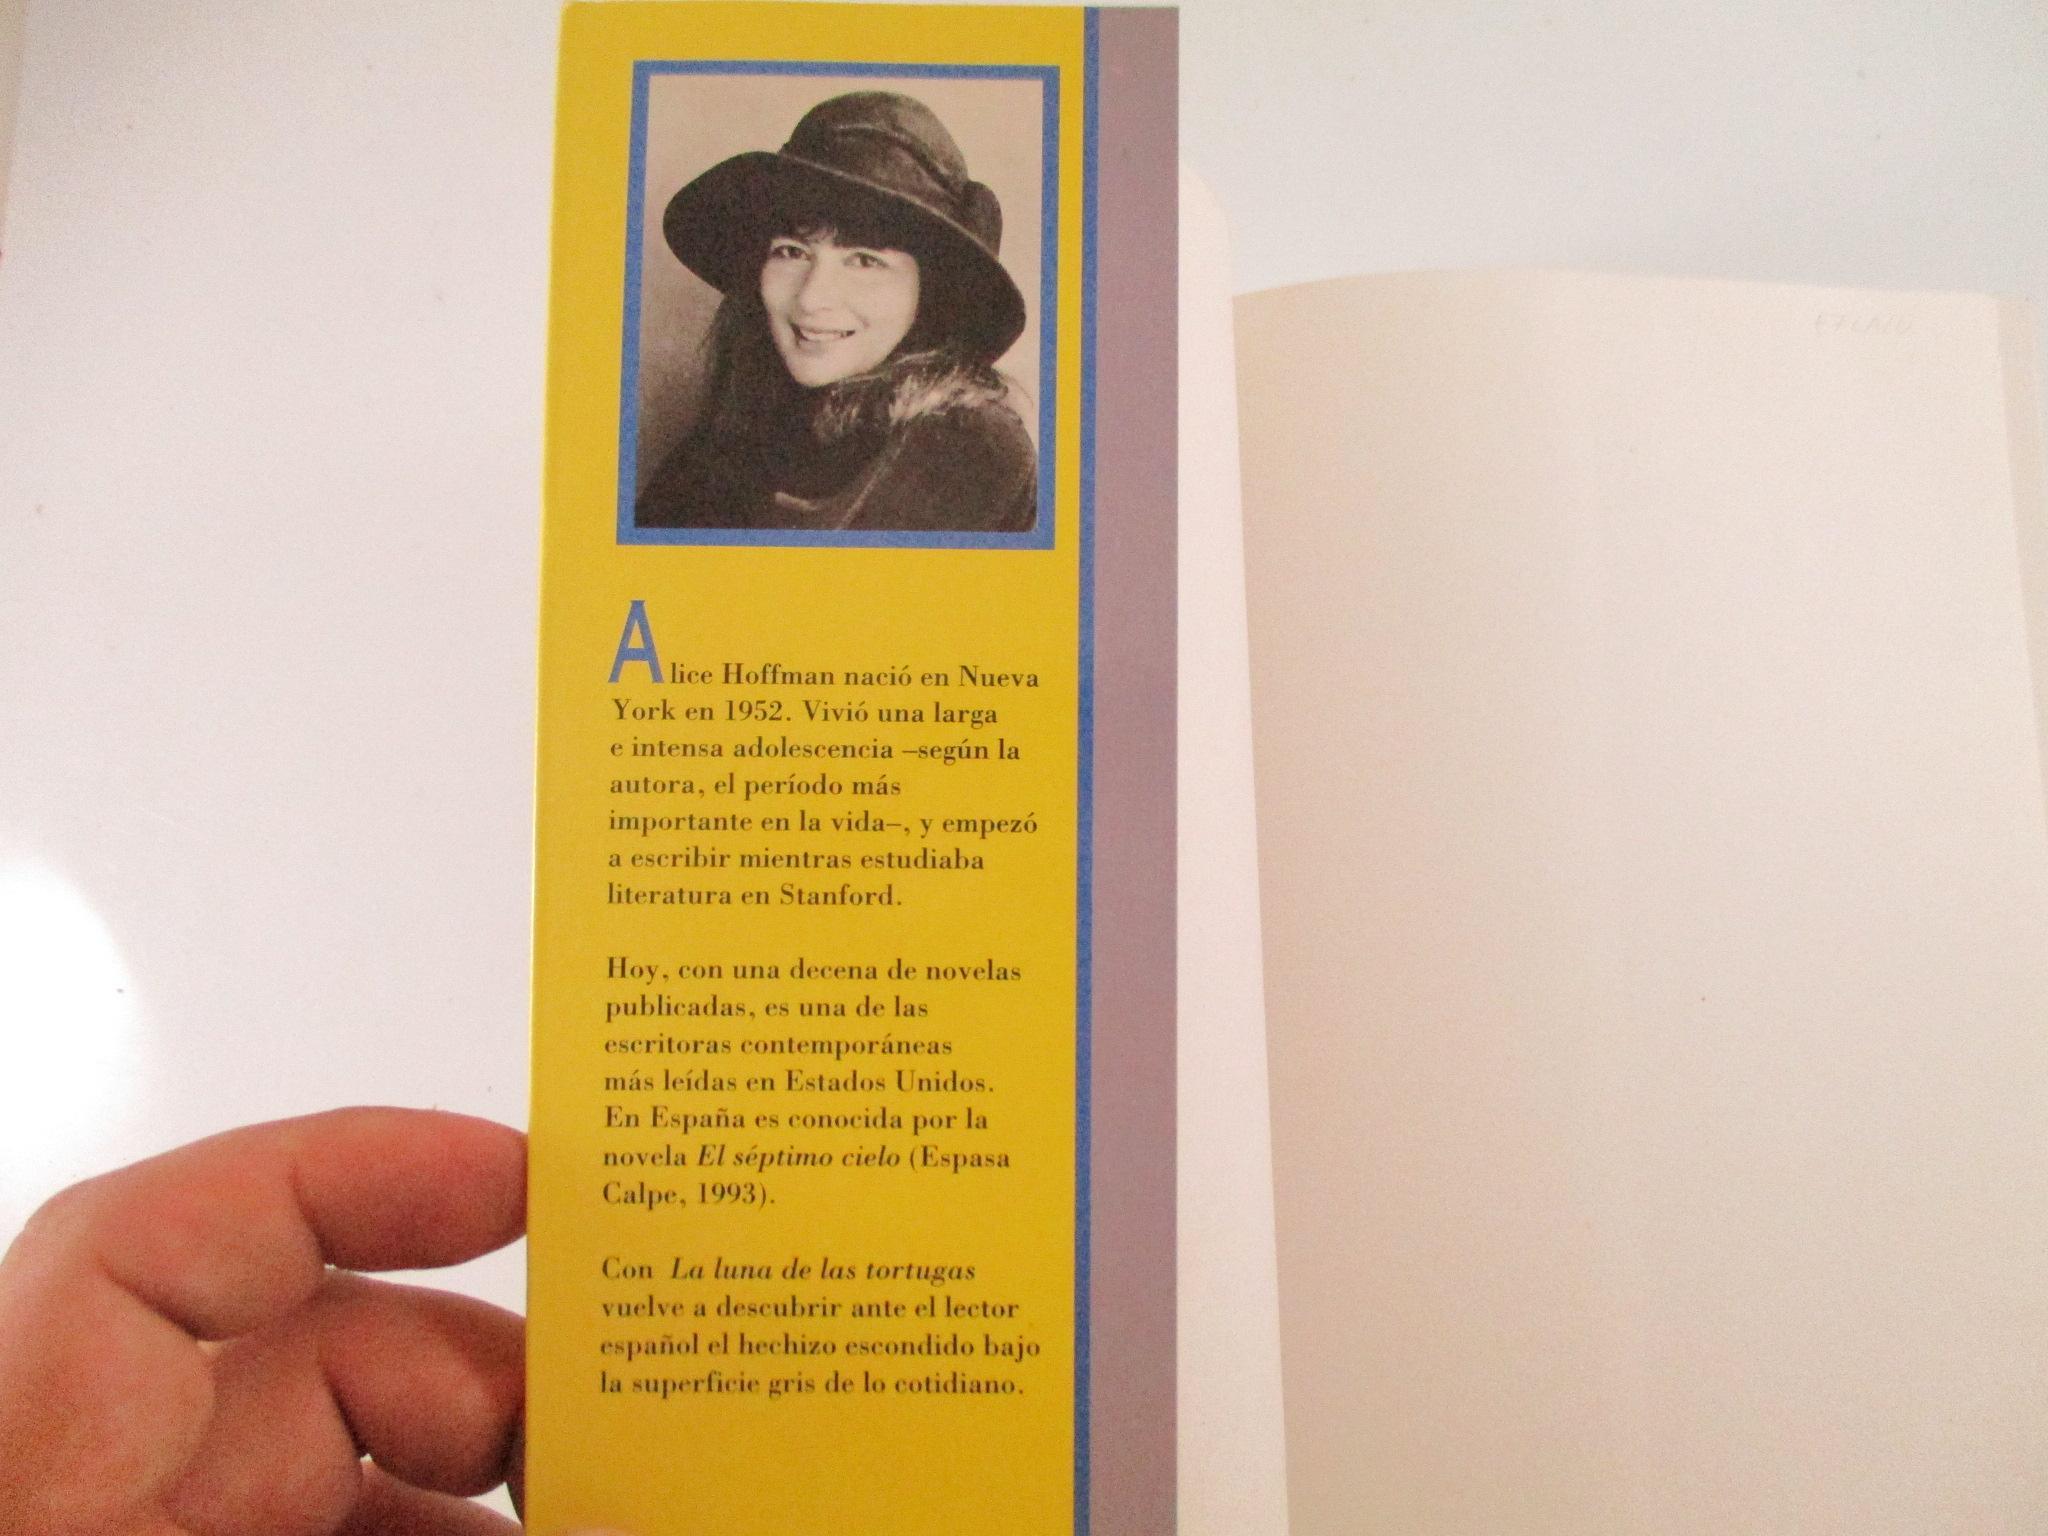 Alice Hoffman nació en Nueva
York en 1952. Vivió una larga
e intensa adolescencia –según la
autora, el período más
importante en la vida–, y empezó
a escribir mientras estudiaba
literatura en Stanford.
Hoy, con una decena de novelas
publicadas, es una de las
escritoras contemporáneas
más leídas en Estados Unidos.
En España es conocida por la
novela El séptimo cielo (Espasa
Calpe, 1993).
Con La luna de las tortugas
vuelve a descubrir ante el lector
español el hechizo escondido bajo
la superficie gris de lo cotidiano.